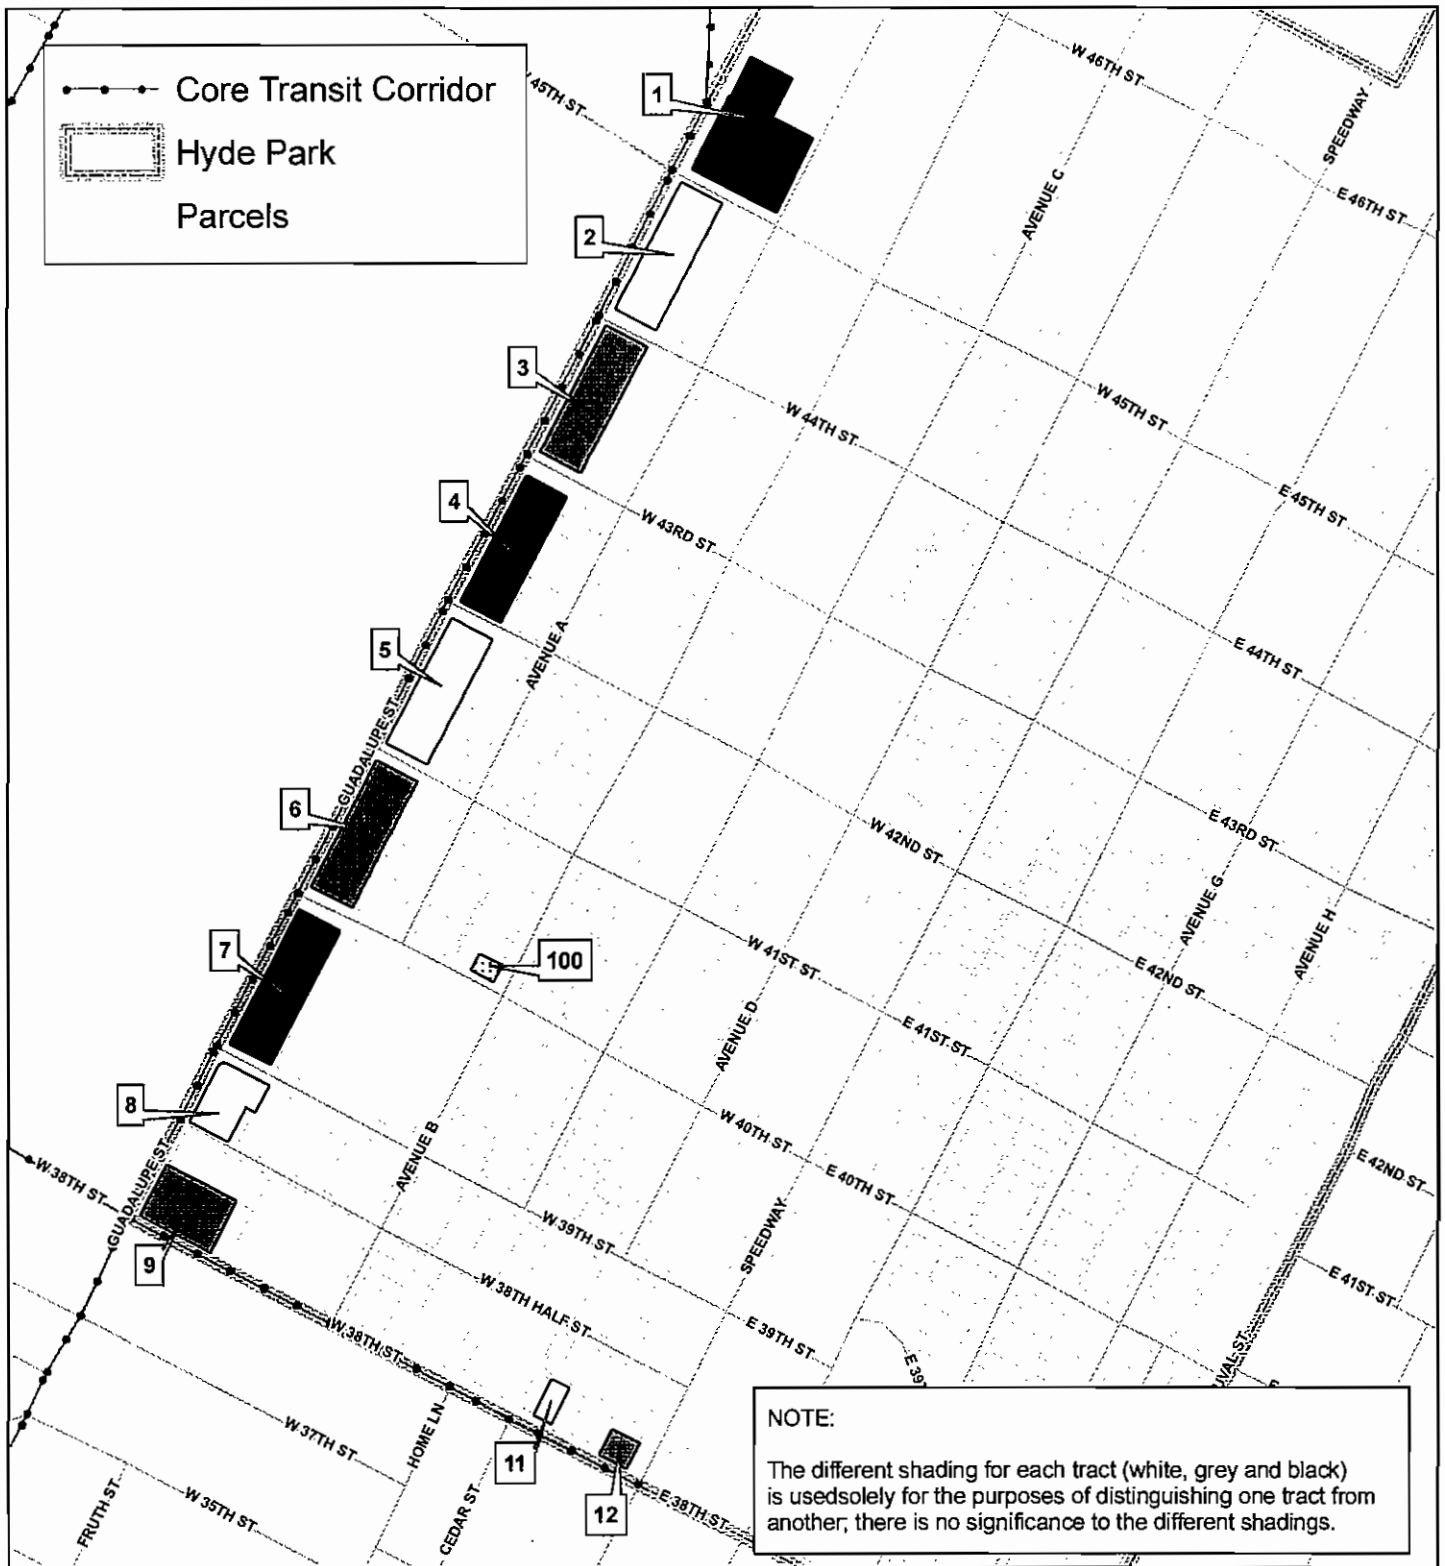 Core Transit Corridor
Hyde Park
Parcels
45TH ST
W 46TH ST
SPEEDWAY
E 46TH ST
AVENUE C
1
2
3
4
5
6
7
8
9
100
11
12
W 45TH ST
W 44TH ST
E 45TH ST
W 43RD ST
E 44TH ST
AVENUE A
GUADALUPE ST
E 43RD ST
W 42ND ST
AVENUE G
AVENUE H
W 41ST ST
E 42ND ST
AVENUE D
E 41ST ST
AVENUE B
W 40TH ST
E 40TH ST
E 42ND ST
W 38TH ST
GUADALUPE ST
W 39TH ST
SPEEDWAY
E 41ST ST
W 38TH HALF ST
W 38TH ST
E 39TH ST
E 39
IVAL ST
W 37TH ST
HOME LN
FRUTH ST
W 35TH ST
CEDAR ST
E 38TH ST
NOTE:
The different shading for each tract (white, grey and black)
is usedsolely for the purposes of distinguishing one tract from
another, there is no significance to the different shadings.